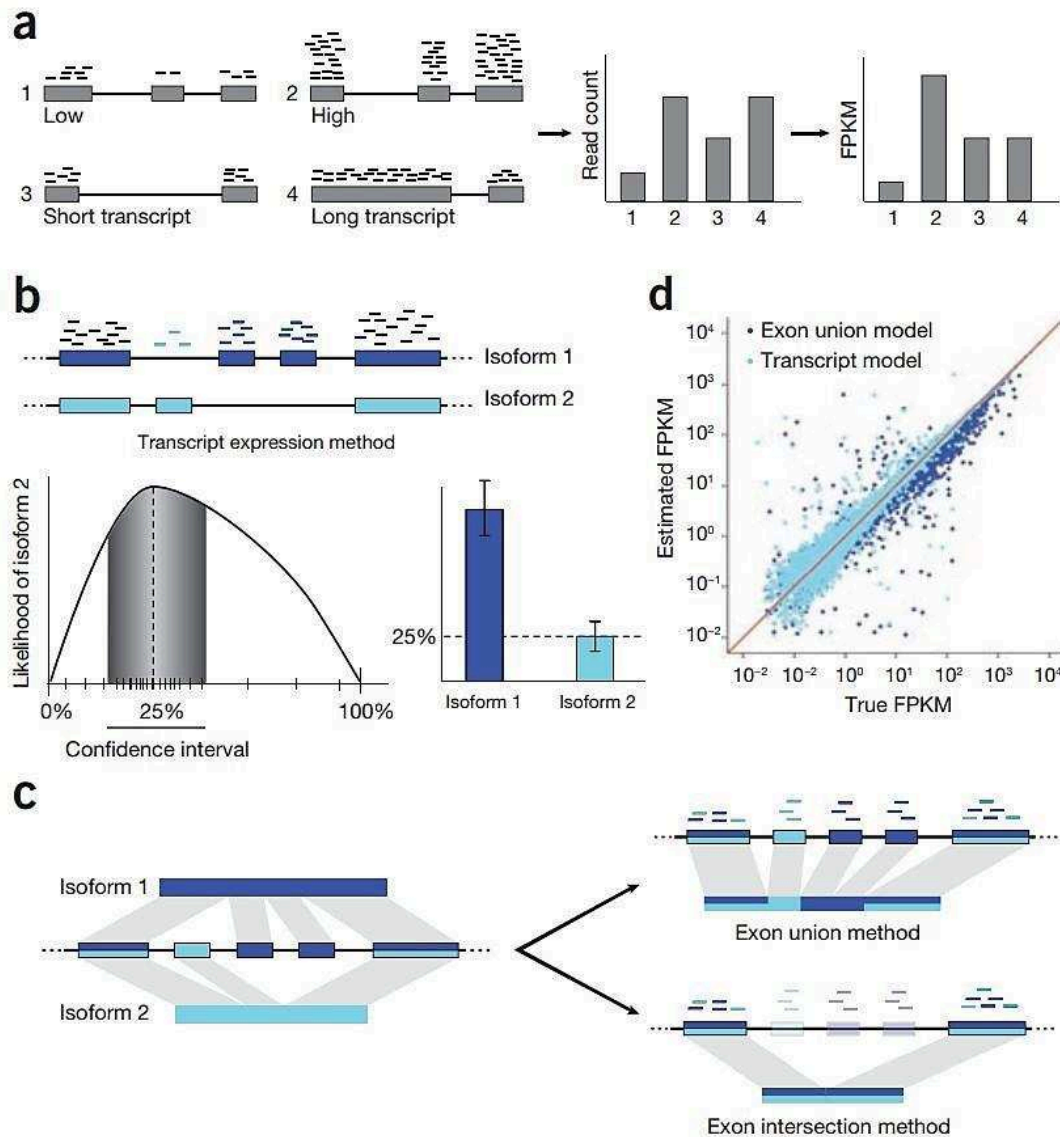 a
1
Low
2
High
3
Short transcript
4
Long transcript
Read count
1 2 3 4
FPKM
1 2 3 4
b
Isoform 1
Isoform 2
Transcript expression method
Likelihood of isoform 2
0% 25% 100%
Confidence interval
25%
Isoform 1 Isoform 2
d
Exon union model
Transcript model
Estimated FPKM
10⁴
10³
10²
10¹
10⁰
10⁻¹
10⁻²
10⁻² 10⁻² 10⁰ 10¹ 10² 10³ 10⁴
True FPKM
c
Isoform 1
Isoform 2
Exon union method
Exon intersection method